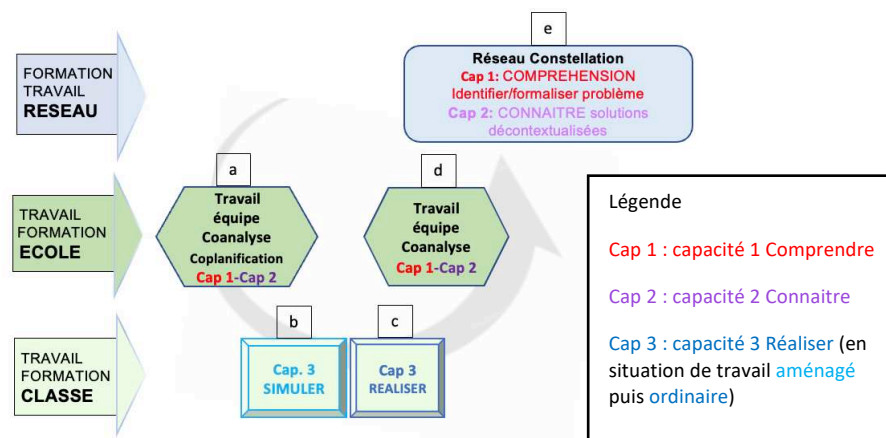 e
Réseau Constellation
Cap 1: COMPREHENSION
Identifier/formaliser problème
Cap 2: CONNAITRE solutions
décontextualisées
FORMATION
TRAVAIL
RESEAU
a
Travail
équipe
Coanalyse
Coplanification
Cap 1-Cap 2
d
Travail
équipe
Coanalyse
Cap 1-Cap 2
TRAVAIL
FORMATION
ECOLE
b
Cap. 3
SIMULER
c
Cap 3
REALISER
TRAVAIL
FORMATION
CLASSE
Légende
Cap 1 : capacité 1 Comprendre
Cap 2 : capacité 2 Connaitre
Cap 3 : capacité 3 Réaliser (en
situation de travail aménagé
puis ordinaire)